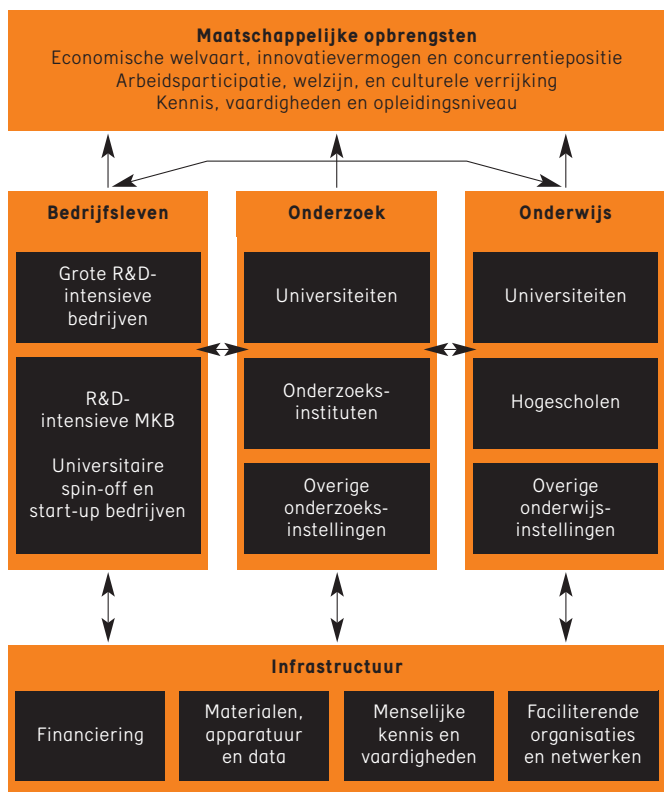 Maatschappelijke opbrengsten
Economische welvaart, innovatievermogen en concurrentiepositie
Arbeidsparticipatie, welzijn, en culturele verrijking
Kennis, vaardigheden en opleidingsniveau
Bedrijfsleven
Grote R&D-
intensieve
bedrijven
R&D-
intensieve MKB
Universitaire
spin-off en
start-up bedrijven
Onderzoek
Universiteiten
Onderzoeks-
instituten
Overige
onderzoeks-
instellingen
Onderwijs
Universiteiten
Hogescholen
Overige
onderwijs-
instellingen
Infrastructuur
Financiering
Materialen,
apparatuur
en data
Menselijke
kennis en
vaardigheden
Faciliterende
organisaties
en netwerken